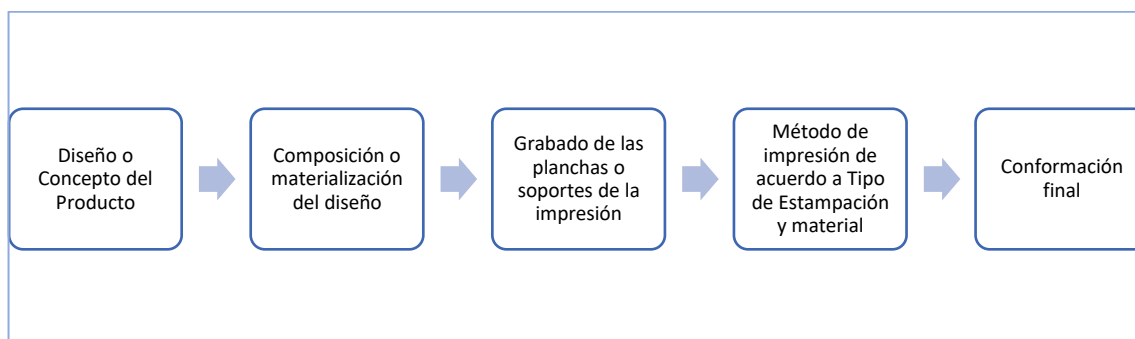 Diseño o
Concepto del
Producto
Composición o
materialización
del diseño
Grabado de las
planchas o
soportes de la
impresión
Método de
impresión de
acuerdo a Tipo
de Estampación
y material
Conformación
final